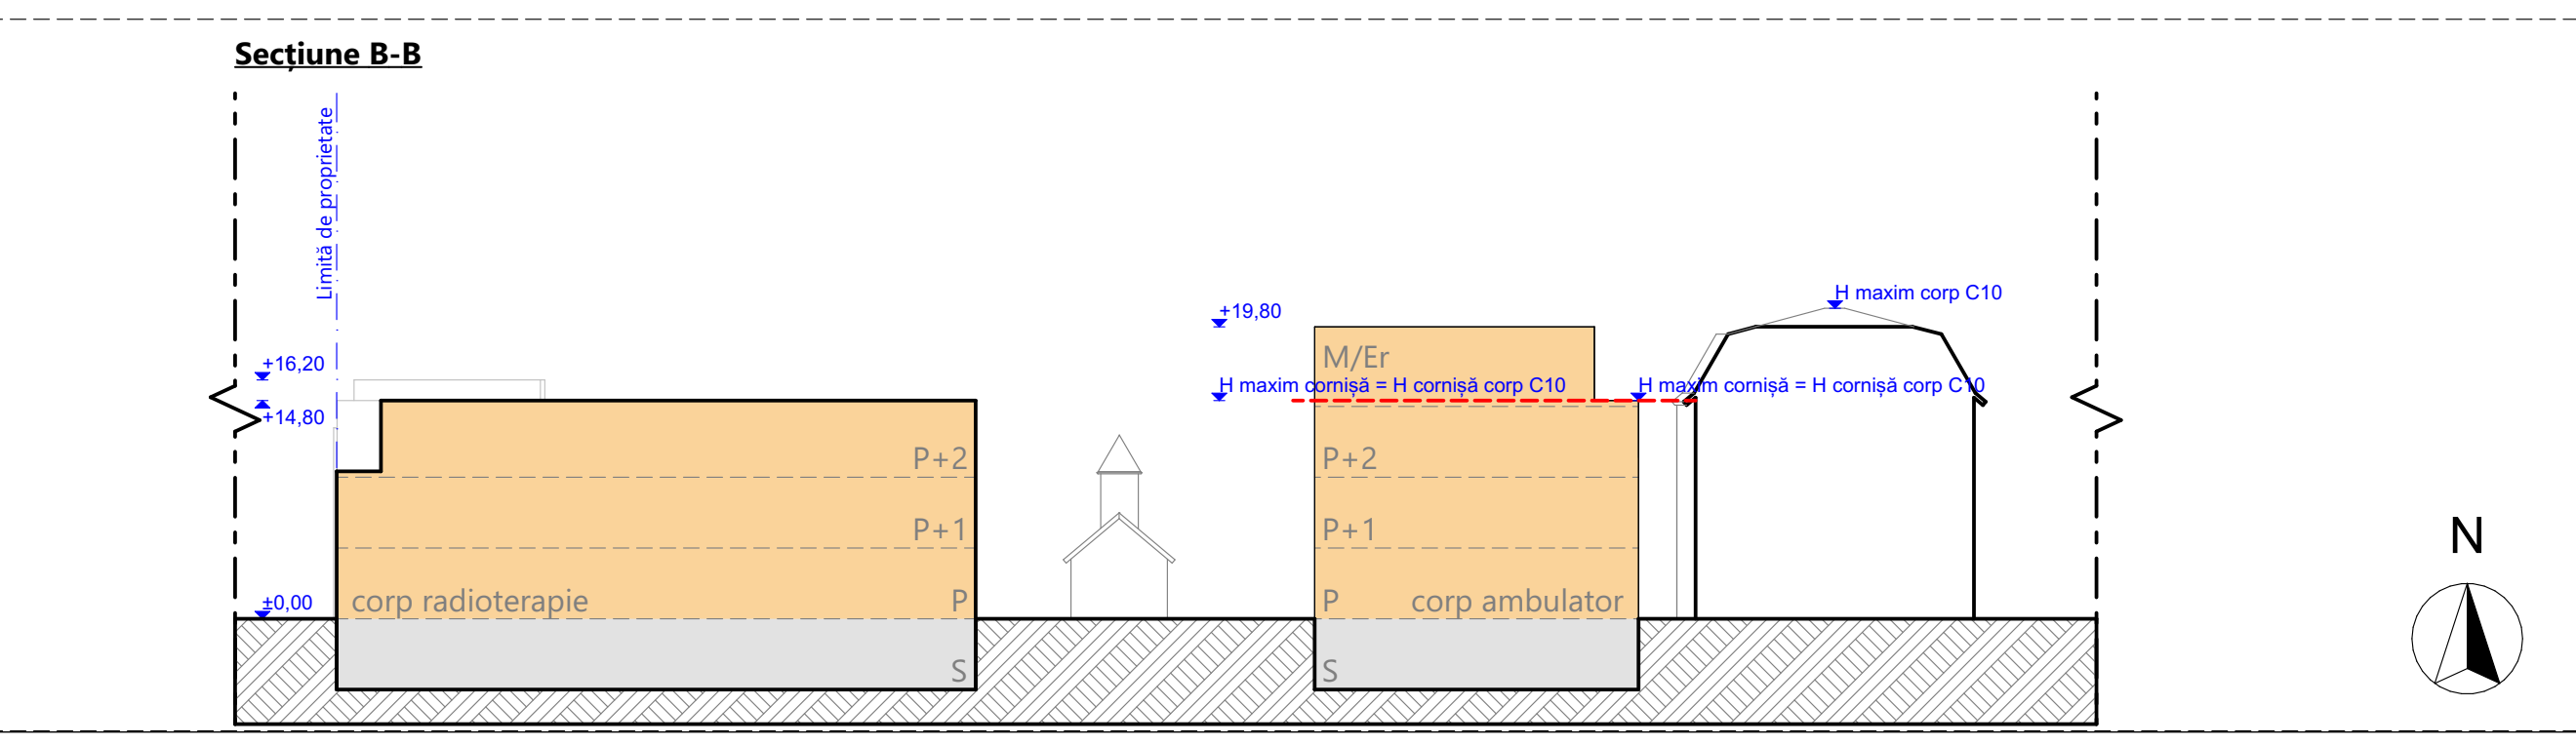 Secțiune B-B
Limită de proprietate
H maxim corp C10
+19,80
M/Er
+16,20
H maxim cornișă = H cornișă corp C10
H maxim cornișă = H cornișă corp C10
+14,80
P+2
P+2
P+1
P+1
N
±0,00
corp radioterapie
P
P
corp ambulator
S
S